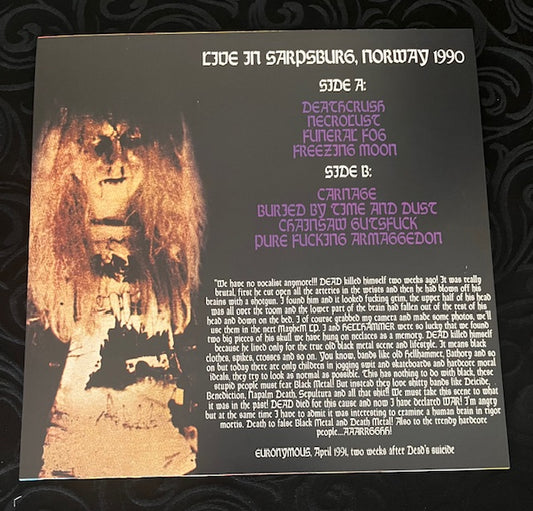 LIVE IN SARPSBURG, NORWAY 1990
SIDE A:
DEATHCRUSH
NECROLUST
FUNERAL FOG
FREEZING MOON
SIDE B:
CARNAGE
BURIED BY TIME AND DUST
CHAINSAW GUTSFUCK
PURE FUCKING ARMAGGEDON
"We have no vocalist anymore!!! DEAD killed himself two weeks ago! It was really
brutal, first he cut open all the arteries in the wrists and then he had blown off his
brains with a shotgun. I found him and it looked fucking grim, the upper half of his head
was all over the room and the lower part of the brain had fallen out of the rest of his
head and down on the bed. I of course grabbed my camera and made some photos, we'll
use them in the next Mayhem LP. I and HELLHAMMER were so lucky that we found
two big pieces of his skull we have hung on neclaces as a memory. DEAD killed himself
because he lived only for the true old black metal scene and lifestyle. It means black
clothes, spikes, crosses and so on. You know, bands like old Hellhammer, Bathory and so
on but today there are only children in jogging suit and skateboards and hardcore moral
ideals, they try to look as normal as possible. This has nothing to do with black, these
stupid people must fear Black Metal! But instead they love shitty bands like Deicide,
Benediction, Napalm Death, Sepultura and all that shit!! We must take this scene to what
it was in the past! DEAD died for this cause and now I have declared WAR! I'm angry
but at the same time I have to admit it was interesting to examine a human brain in rigor
mortis. Death to false Black Metal and Death Metal! Also to the trendy hardcore
people...AAARRGGHH!
EURONYMOUS, April 1991, two weeks after Dead's suicide